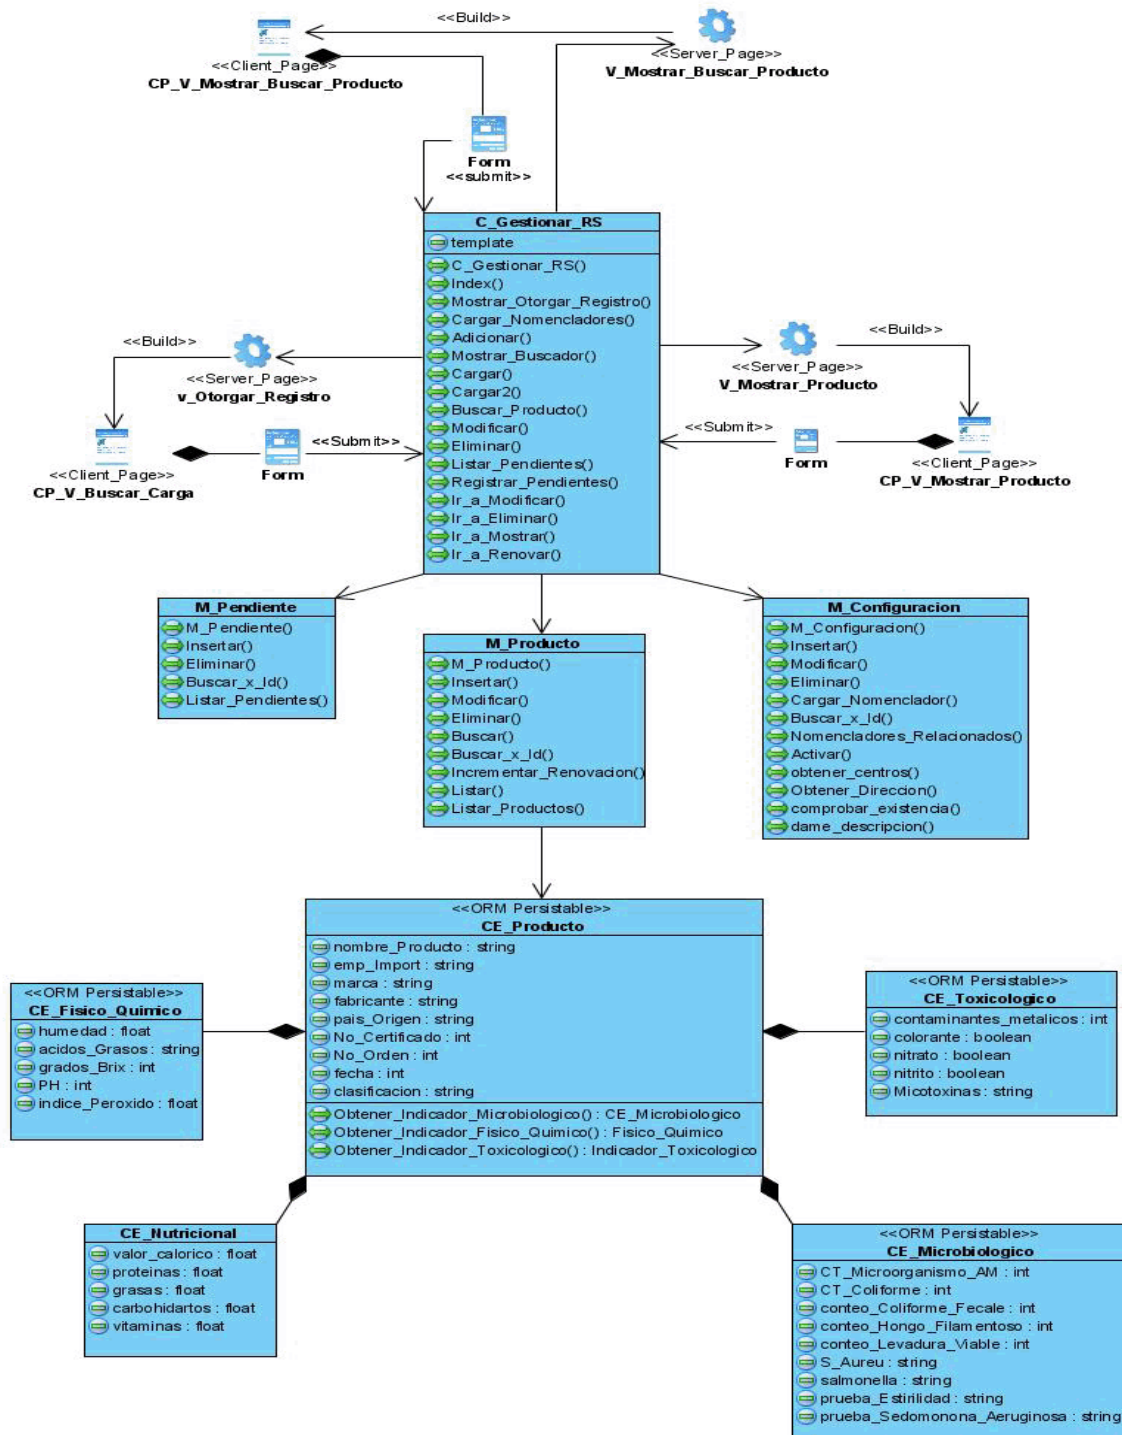 <<Build>>
<<Client_Page>>
CP_V_Mostrar_Buscar_Producto
<<Server_Page>>
V_Mostrar_Buscar_Producto
Form
<<submit>>
C_Gestionar_RS
template
C_Gestionar_RS()
Index()
Mostrar_Otorgar_Registro()
Cargar_Nomencladores()
Adicionar()
Mostrar_Buscador()
Cargar()
Cargar2()
Buscar_Producto()
Modificar()
Eliminar()
Listar_Pendientes()
Registrar_Pendientes()
Ir_a_Modificar()
Ir_a_Eliminar()
Ir_a_Mostrar()
Ir_a_Renovar()
<<Build>>
<<Server_Page>>
v_Otorgar_Registro
<<Submit>>
Form
<<Client_Page>>
CP_V_Buscar_Carga
<<Build>>
<<Server_Page>>
V_Mostrar_Producto
<<Submit>>
Form
<<Client_Page>>
CP_V_Mostrar_Producto
M_Pendiente
M_Pendiente()
Insertar()
Eliminar()
Buscar_x_Id()
Listar_Pendientes()
M_Producto
M_Producto()
Insertar()
Modificar()
Eliminar()
Buscar()
Buscar_x_Id()
Incrementar_Renovacion()
Listar()
Listar_Productos()
M_Configuracion
M_Configuracion()
Insertar()
Modificar()
Eliminar()
Cargar_Nomenclador()
Buscar_x_Id()
Nomencladores_Relacionados()
Activar()
obtener_centros()
Obtener_Direccion()
comprobar_existencia()
dame_descripcion()
<<ORM Persistable>>
CE_Producto
nombre_Producto : string
emp_Import : string
marca : string
fabricante : string
pais_Origen : string
No_Certificado : int
No_Orden : int
fecha : int
clasificacion : string
Obtener_Indicador_Microbiologico() : CE_Microbiologico
Obtener_Indicador_Fisico_Quimico() : Fisico_Quimico
Obtener_Indicador_Toxicologico() : Indicador_Toxicologico
<<ORM Persistable>>
CE_Fisico_Quimico
humedad : float
acidos_Grasos : string
grados_Brix : int
PH : int
indice_Peroxido : float
<<ORM Persistable>>
CE_Toxicologico
contaminantes_metalicos : int
colorante : boolean
nitrato : boolean
nitrito : boolean
Micotoxinas : string
CE_Nutricional
valor_calorico : float
proteinas : float
grasas : float
carbohidartos : float
vitaminas : float
<<ORM Persistable>>
CE_Microbiologico
CT_Microorganismo_AM : int
CT_Coliforme : int
conteo_Coliforme_Fecale : int
conteo_Hongo_Filamentoso : int
conteo_Levadura_Viable : int
S_Aureu : string
salmonella : string
prueba_Estirilidad : string
prueba_Sedomonona_Aeruginosa : string